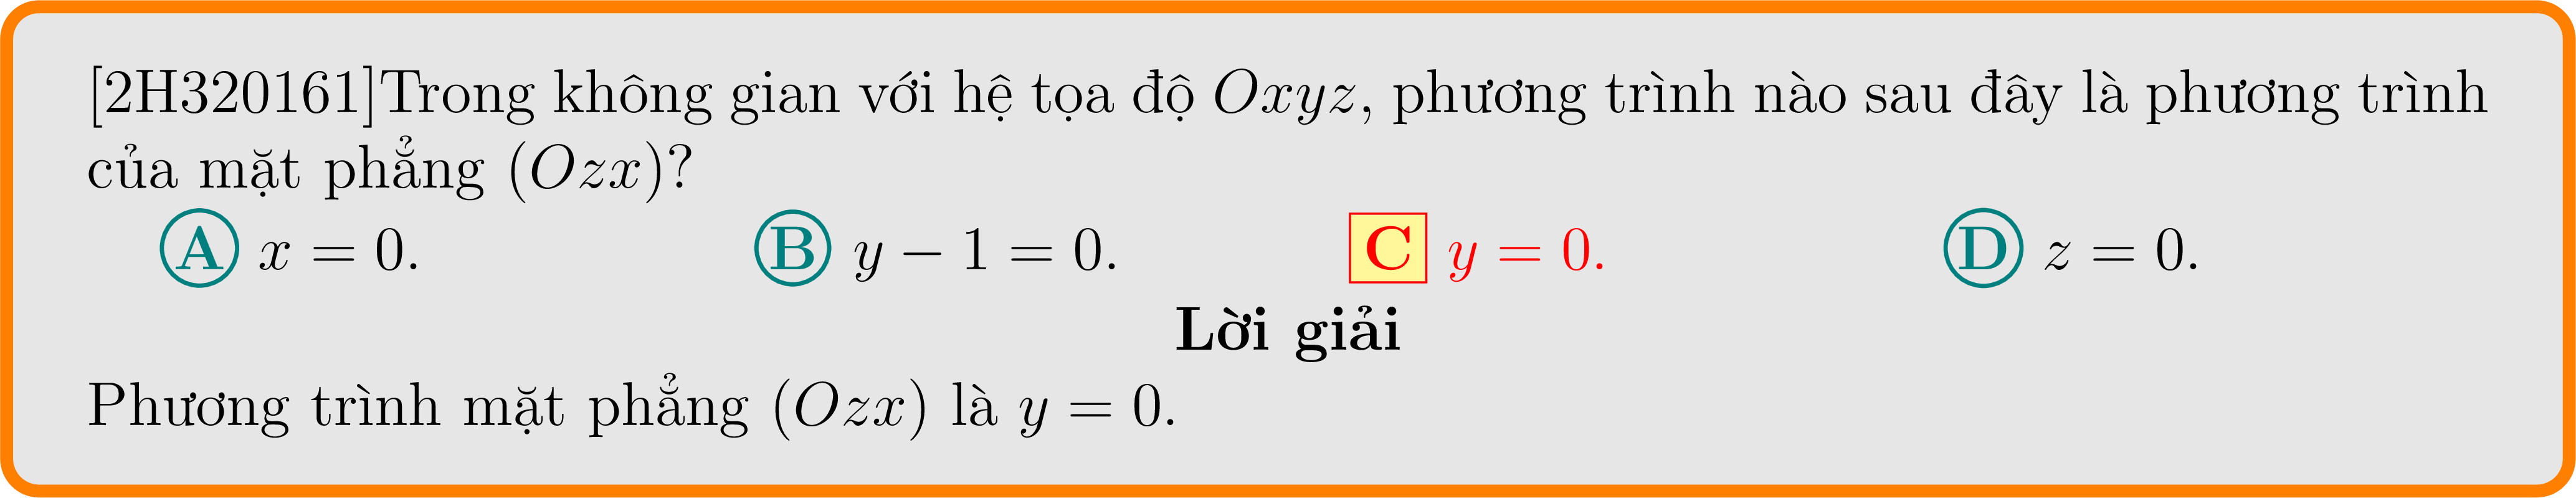 [2H320161]Trong không gian với hệ tọa độ Oxyz, phương trình nào sau đây là phương trình
của mặt phẳng (Ozx)?
A x = 0. B y − 1 = 0. C y = 0. D z = 0.
Lời giải
Phương trình mặt phẳng (Ozx) là y = 0.